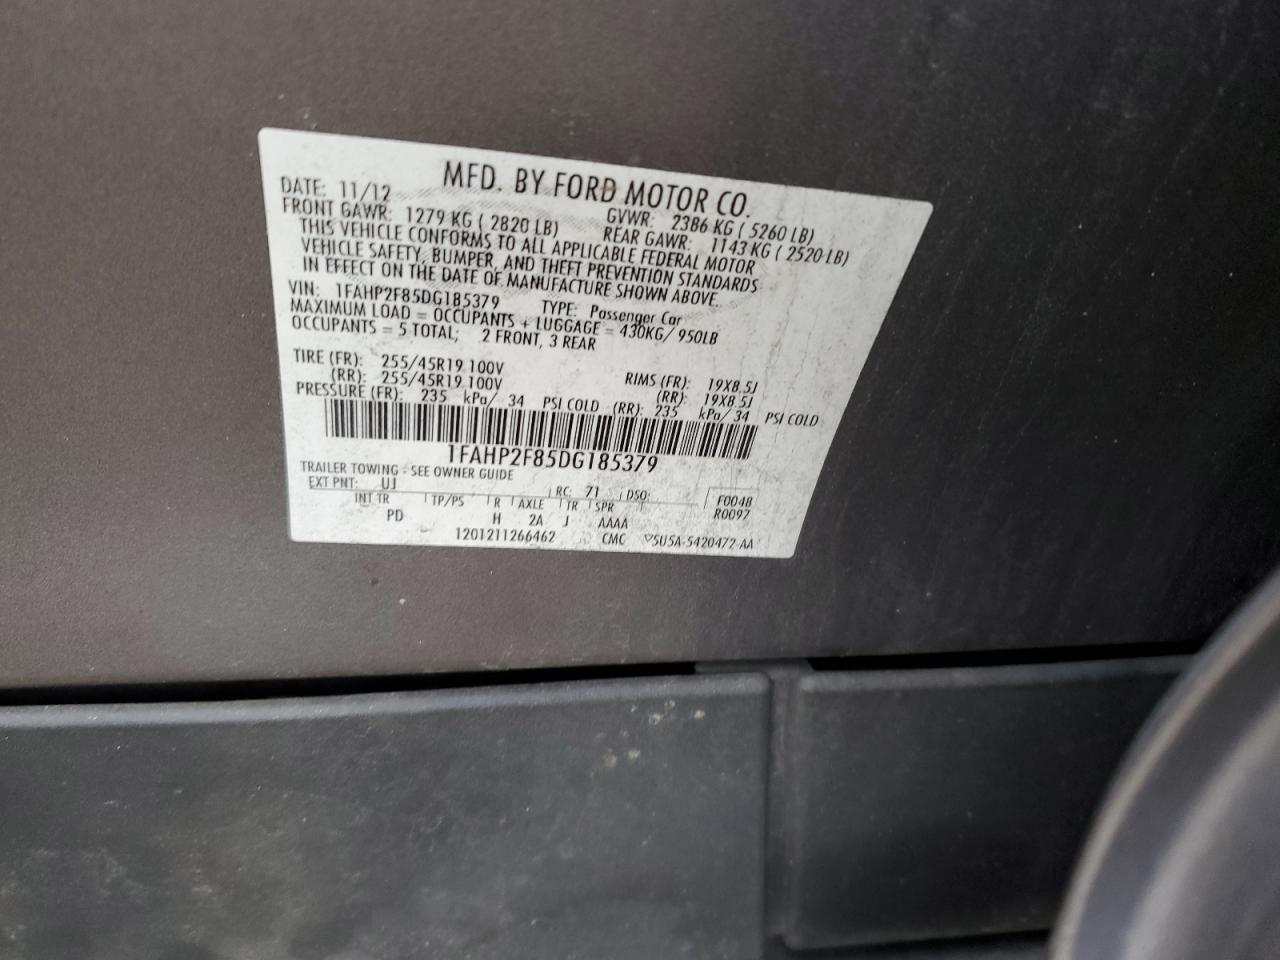 MFD. BY FORD MOTOR CO.
DATE: 11/12 GVWR: 2386 KG ( 5260 LB)
FRONT GAWR: 1279 KG ( 2820 LB) REAR GAWR: 1143 KG ( 2520 LB)
THIS VEHICLE CONFORMS TO ALL APPLICABLE FEDERAL MOTOR
VEHICLE SAFETY, BUMPER, AND THEFT PREVENTION STANDARDS
IN EFFECT ON THE DATE OF MANUFACTURE SHOWN ABOVE.
VIN: 1FAHP2F85DG185379 TYPE: Passenger Car
MAXIMUM LOAD = OCCUPANTS + LUGGAGE = 430KG/ 950LB
OCCUPANTS = 5 TOTAL; 2 FRONT, 3 REAR
TIRE (FR): 255/45R19 100V RIMS (FR): 19X8.5J
(RR): 255/45R19 100V (RR): 19X8.5J
PRESSURE (FR): 235 kPa/ 34 PSI COLD (RR): 235 kPa/ 34 PSI COLD
1FAHP2F85DG185379
TRAILER TOWING - SEE OWNER GUIDE
EXT PNT: UJ RC: 71 DSO: F0048
INT TR TP/PS R AXLE TR SPR R0097
PD H 2A J AAAA
1201211266462 CMC 5U5A-5420472-AA